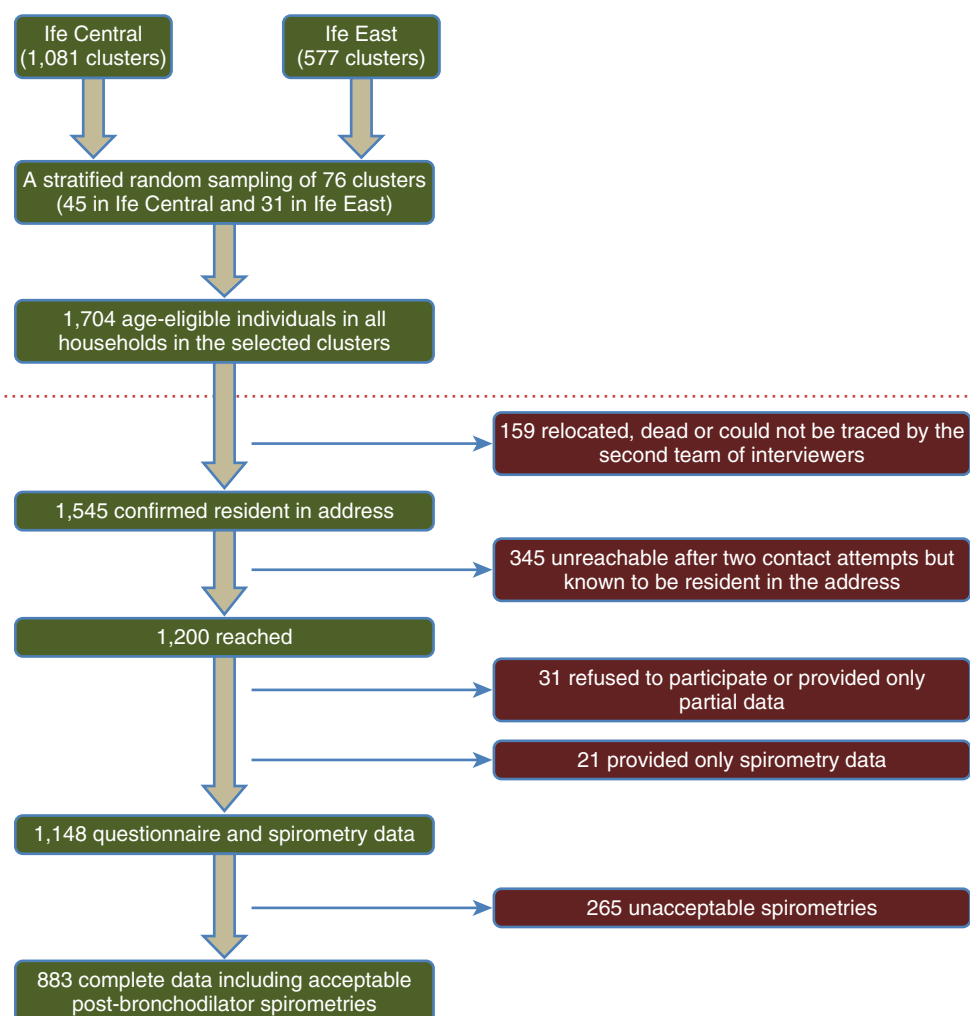 Ife Central
(1,081 clusters)
Ife East
(577 clusters)
A stratified random sampling of 76 clusters
(45 in Ife Central and 31 in Ife East)
1,704 age-eligible individuals in all
households in the selected clusters
159 relocated, dead or could not be traced by the
second team of interviewers
1,545 confirmed resident in address
345 unreachable after two contact attempts but
known to be resident in the address
1,200 reached
31 refused to participate or provided only
partial data
21 provided only spirometry data
1,148 questionnaire and spirometry data
265 unacceptable spirometries
883 complete data including acceptable
post-bronchodilator spirometries